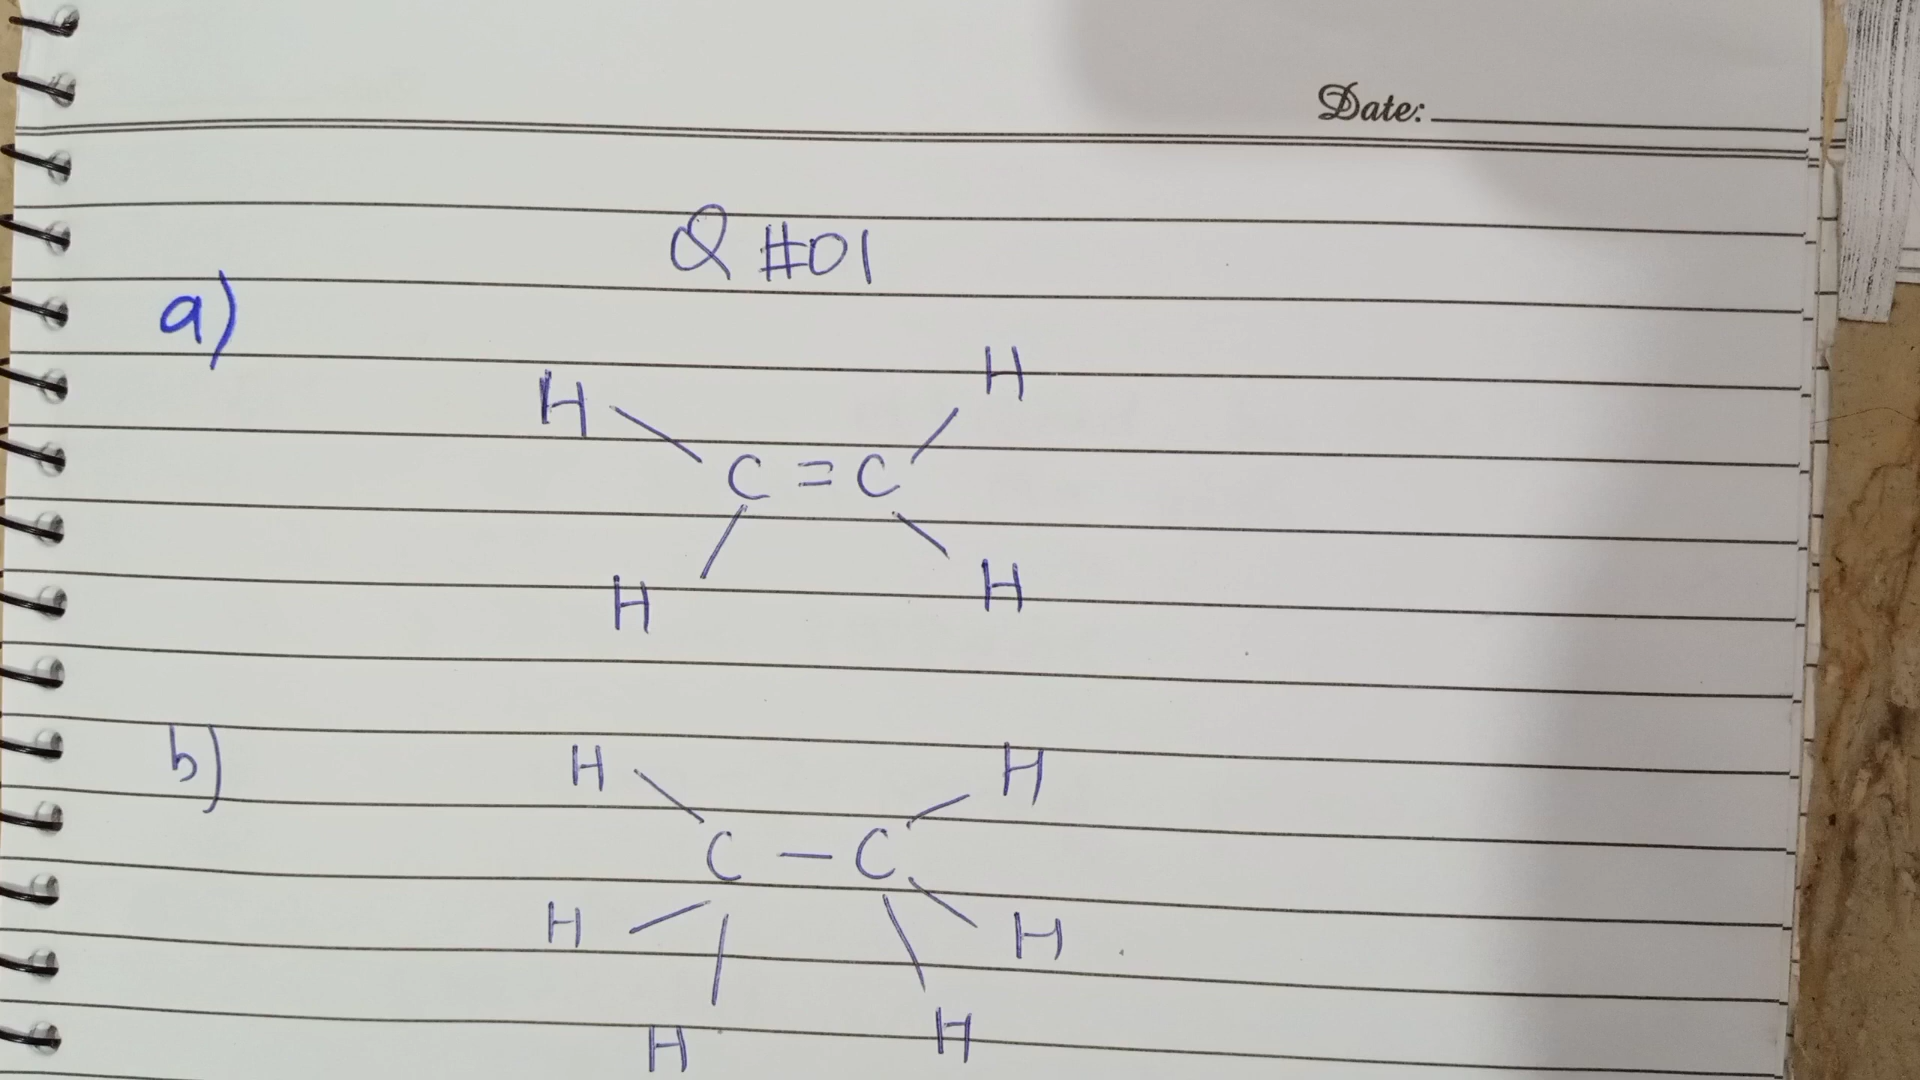 Date:
Q #01
a)
H H
C = C
H H
b)
H H
C - C
H H
H H